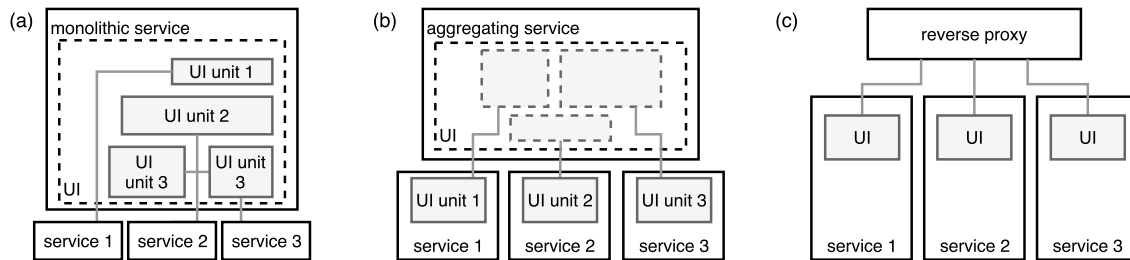 (a)
monolithic service
UI unit 1
UI unit 2
UI
unit 3
UI unit
3
UI
service 1
service 2
service 3
(b)
aggregating service
UI
UI unit 1
UI unit 2
UI unit 3
service 1
service 2
service 3
(c)
reverse proxy
UI
UI
UI
service 1
service 2
service 3